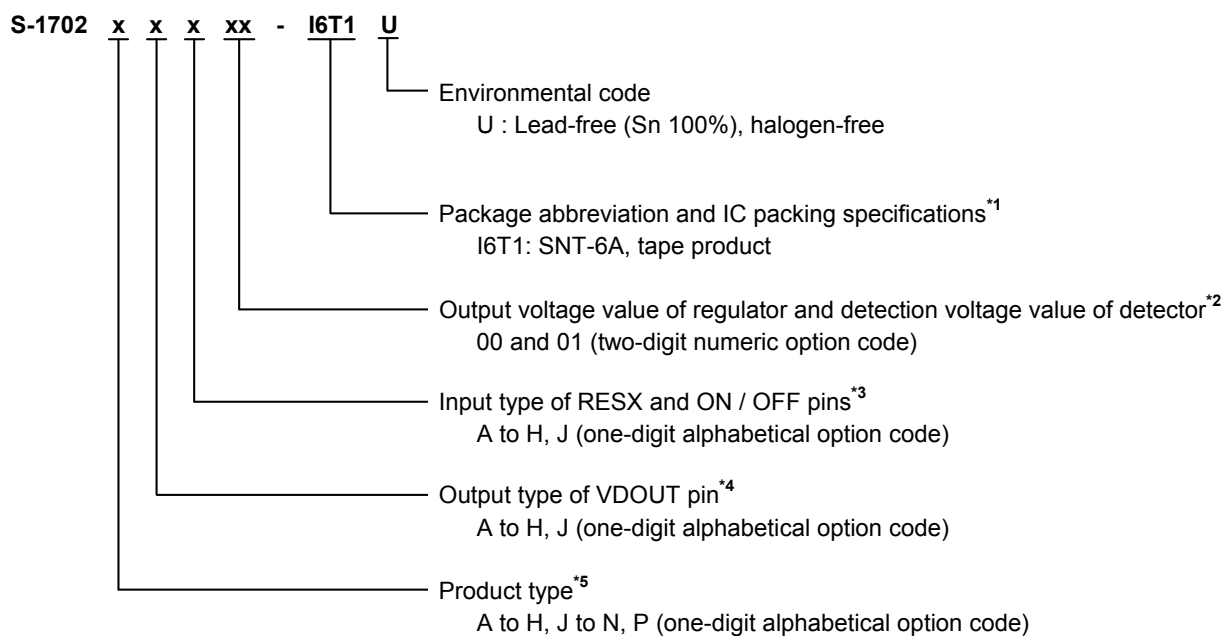 S-1702 x x x xx - I6T1 U
Environmental code
U : Lead-free (Sn 100%), halogen-free
Package abbreviation and IC packing specifications*1
I6T1: SNT-6A, tape product
Output voltage value of regulator and detection voltage value of detector*2
00 and 01 (two-digit numeric option code)
Input type of RESX and ON / OFF pins*3
A to H, J (one-digit alphabetical option code)
Output type of VDOUT pin*4
A to H, J (one-digit alphabetical option code)
Product type*5
A to H, J to N, P (one-digit alphabetical option code)